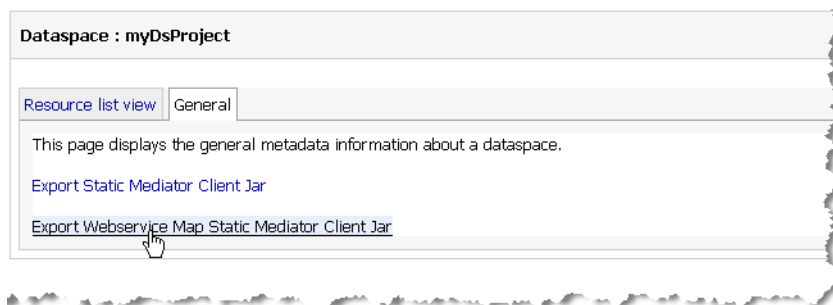 Dataspace : myDsProject
Resource list view General
This page displays the general metadata information about a dataspace.
Export Static Mediator Client Jar
Export Webservice Map Static Mediator Client Jar